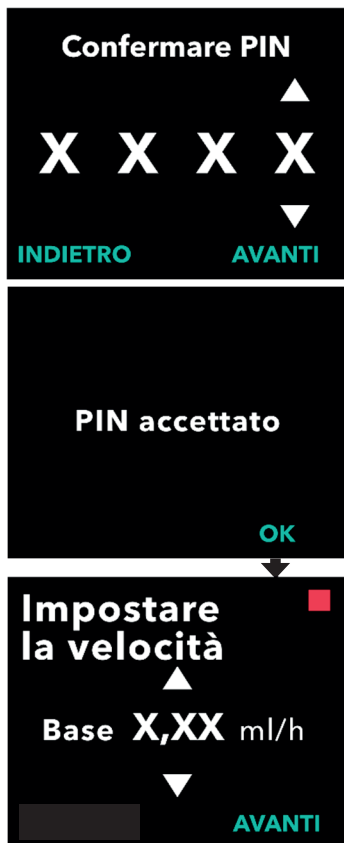 Confermare PIN
X X X X
INDIETRO AVANTI
PIN accettato
OK
Impostare
la velocità
Base X,XX ml/h
AVANTI